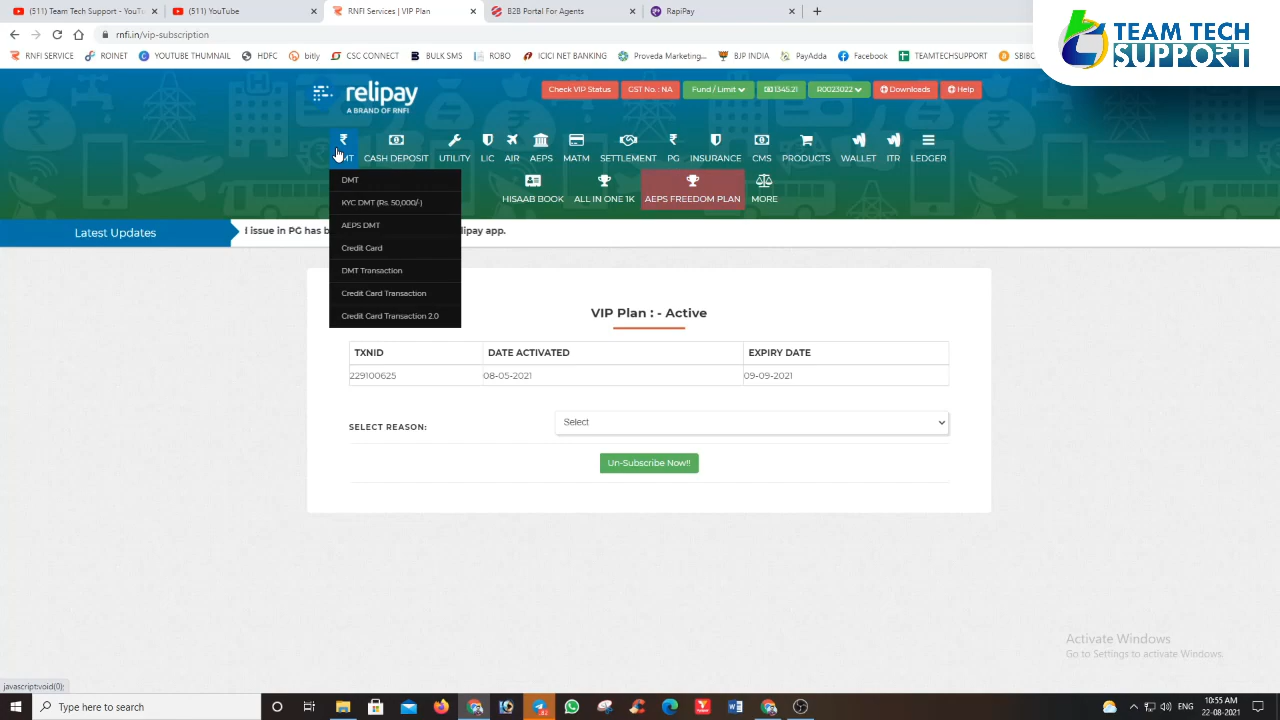 (511) Team Tech Support - YouT
(511) YouTube
RNFI Services | VIP Plan
B2B Portal For Agents
RapiPay
rnfi.in/vip-subscription
RNFI SERVICE
ROINET
YOUTUBE THUMNAIL
HDFC
bitly
CSC CONNECT
BULK SMS
ROBO
ICICI NET BANKING
Proveda Marketing...
BJP INDIA
PayAdda
Facebook
TEAMTECHSUPPORT
SBIBC
TEAM TECH
SUPPO₹T
relipay
A BRAND OF RNFI
Check VIP Status
GST No. : NA
Fund / Limit
1345.21
R0023022
Downloads
Help
CASH DEPOSIT
UTILITY
LIC
AIR
AEPS
MATM
SETTLEMENT
PG
INSURANCE
CMS
PRODUCTS
WALLET
ITR
LEDGER
HISAAB BOOK
ALL IN ONE 1K
AEPS FREEDOM PLAN
MORE
DMT
KYC DMT (Rs. 50,000/-)
AEPS DMT
Credit Card
DMT Transaction
Credit Card Transaction
Credit Card Transaction 2.0
Latest Updates
issue in PG has b
lipay app.
VIP Plan : - Active
TXNID DATE ACTIVATED EXPIRY DATE
229100625 08-05-2021 09-09-2021
SELECT REASON:
Select
Un-Subscribe Now!!
Activate Windows
Go to Settings to activate Windows.
javascript:void(0);
Type here to search
10:55 AM
22-08-2021